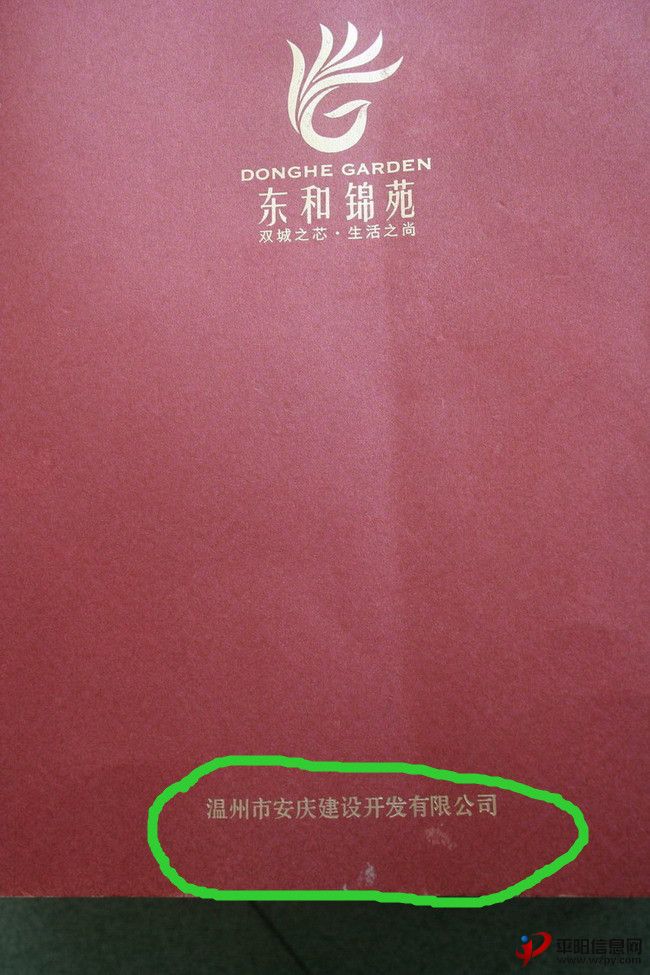 DONGHE GARDEN
东和锦苑
双城之芯·生活之尚
温州市安庆建设开发有限公司
平阳信息网
www.wzpy.com